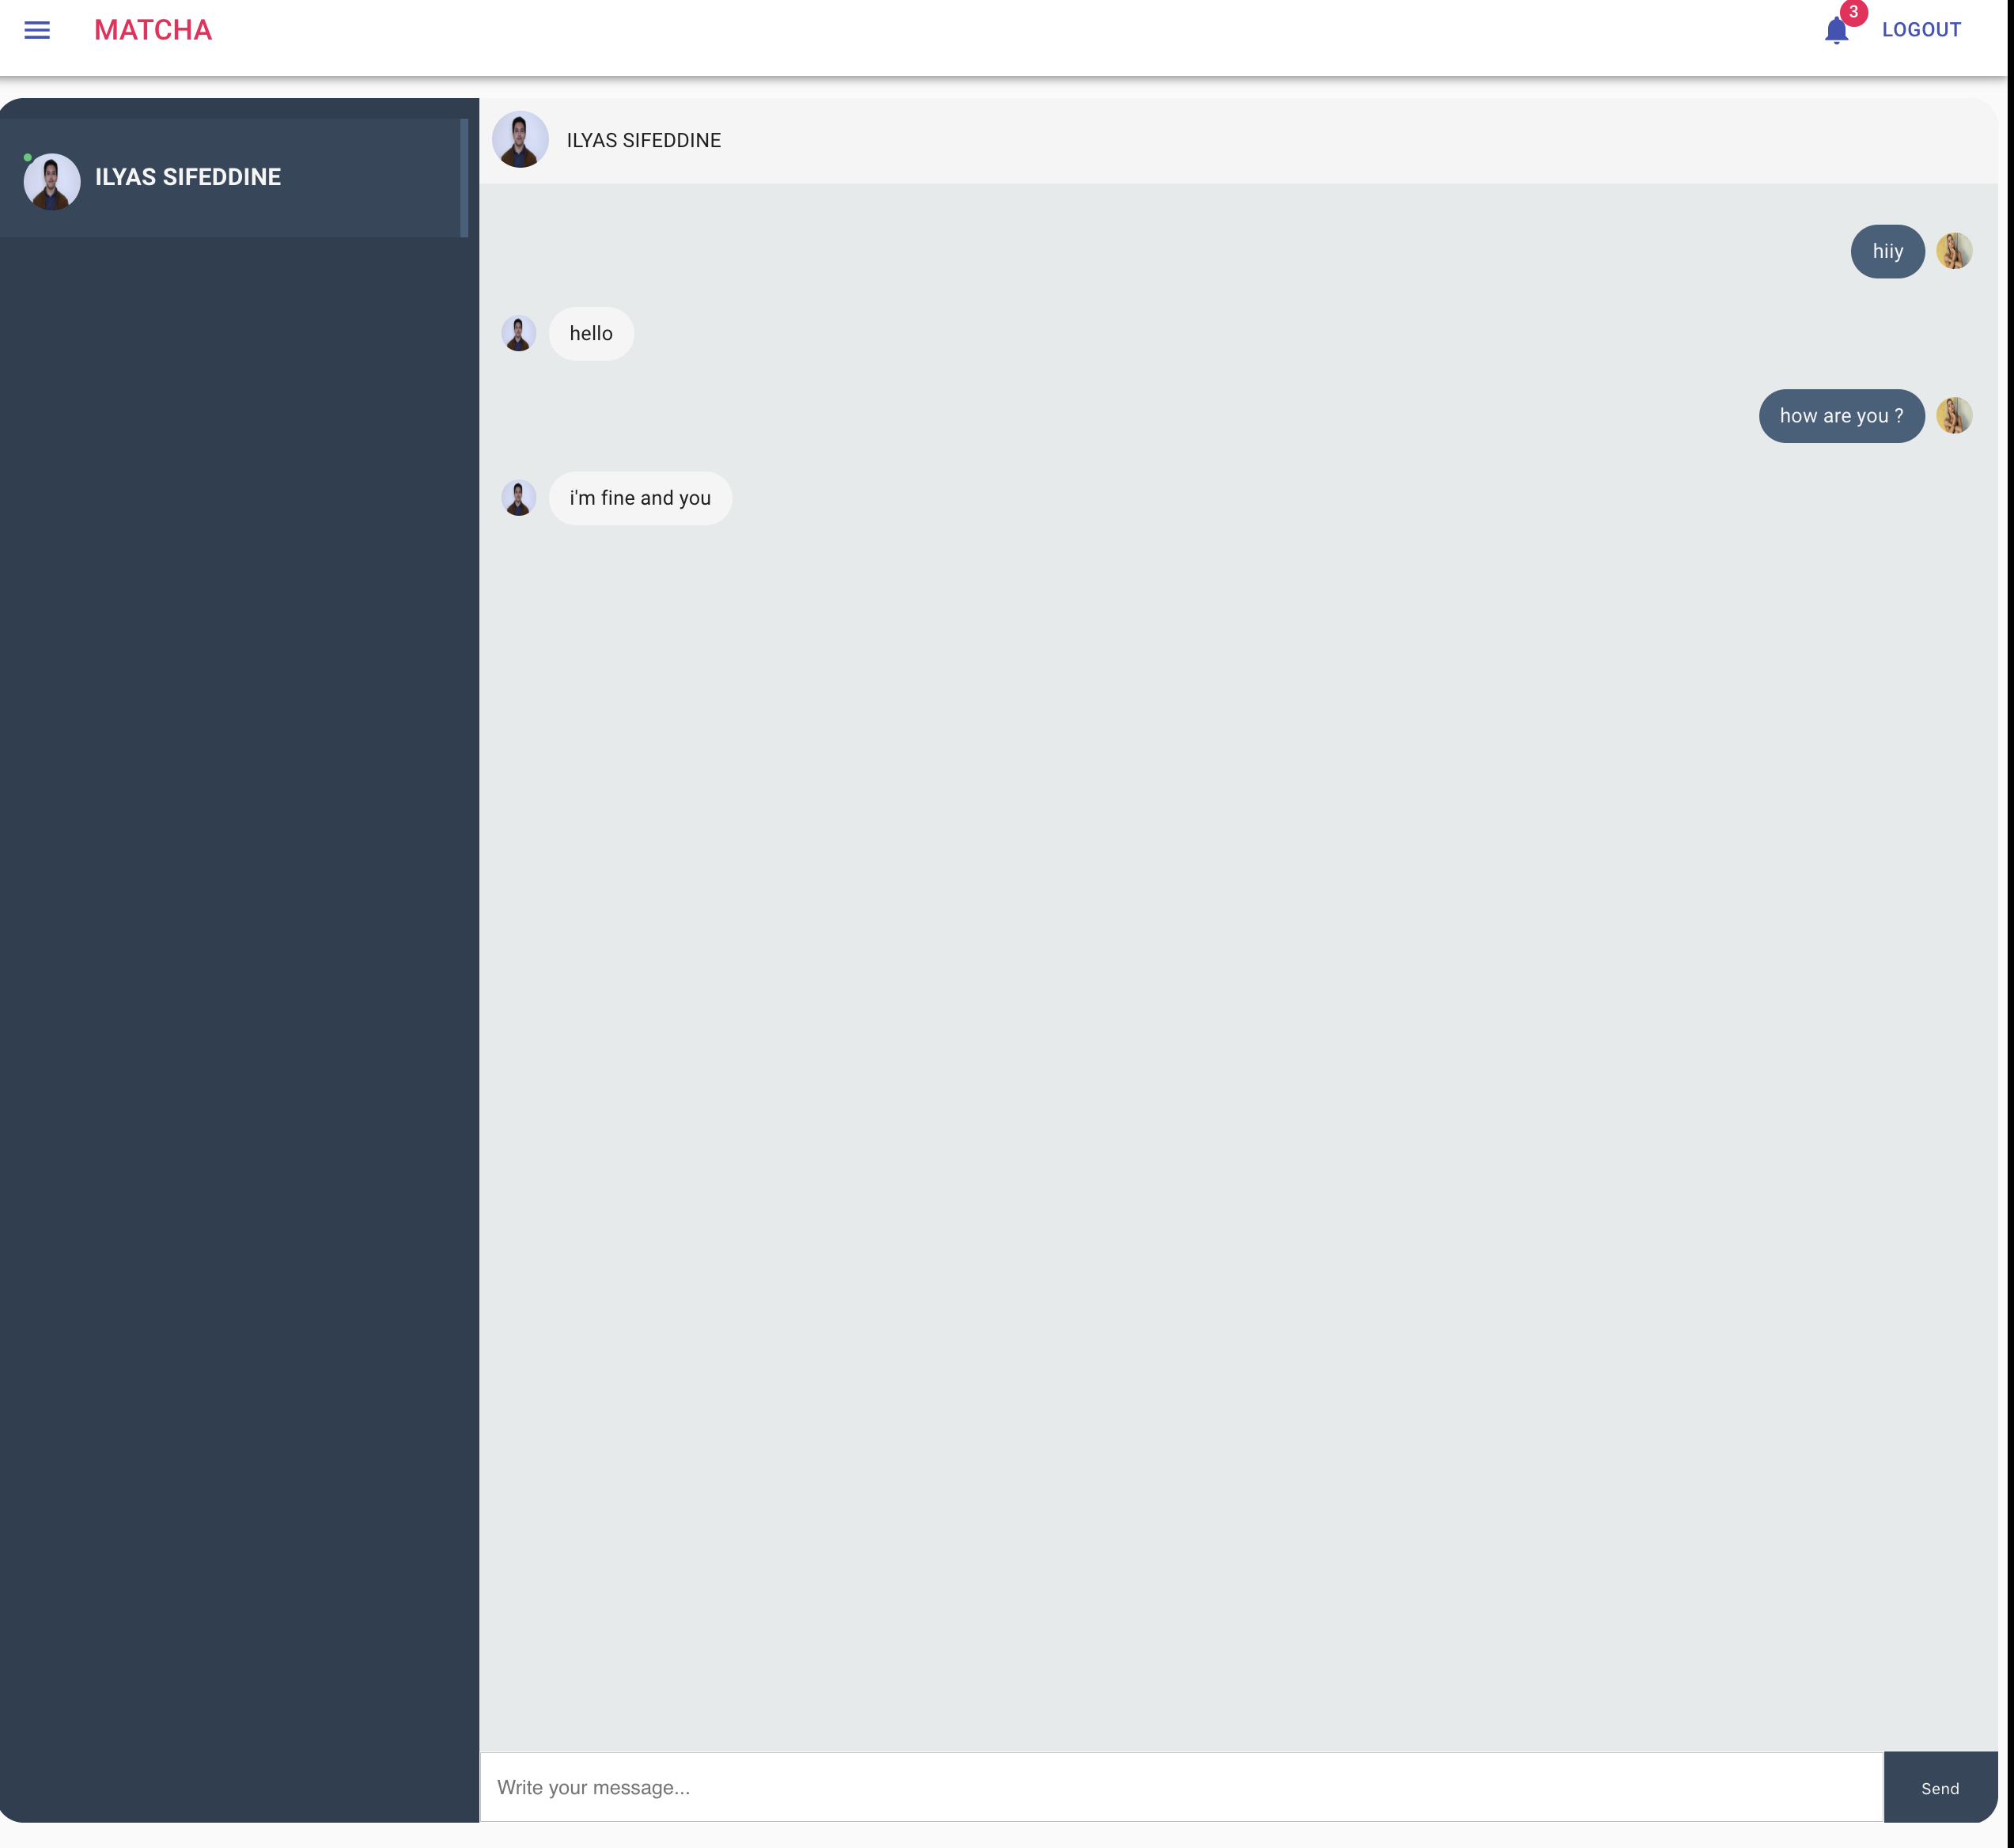 MATCHA
3
LOGOUT
ILYAS SIFEDDINE
ILYAS SIFEDDINE
hiiy
hello
how are you ?
i'm fine and you
Write your message...
Send